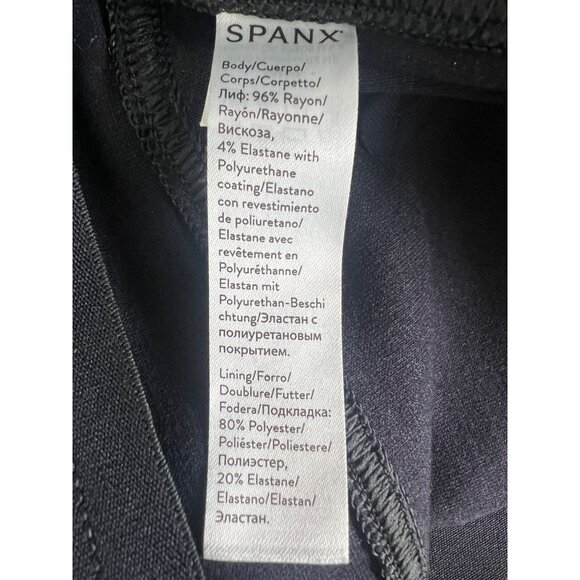 SPANX
Body/Cuerpo/
Corps/Corpetto/
Лиф: 96% Rayon/
Rayón/Rayonne/
Вискоза,
4% Elastane with
Polyurethane
coating/Elastano
con revestimiento
de poliuretano/
Elastane avec
revêtement en
Polyuréthanne/
Elastan mit
Polyurethan-Beschi
chtung/Эластан с
полиуретановым
покрытием.
Lining/Forro/
Doublure/Futter/
Fodera/Подкладка:
80% Polyester/
Poliéster/Poliestere/
Полиэстер,
20% Elastane/
Elastano/Elastan/
Эластан.